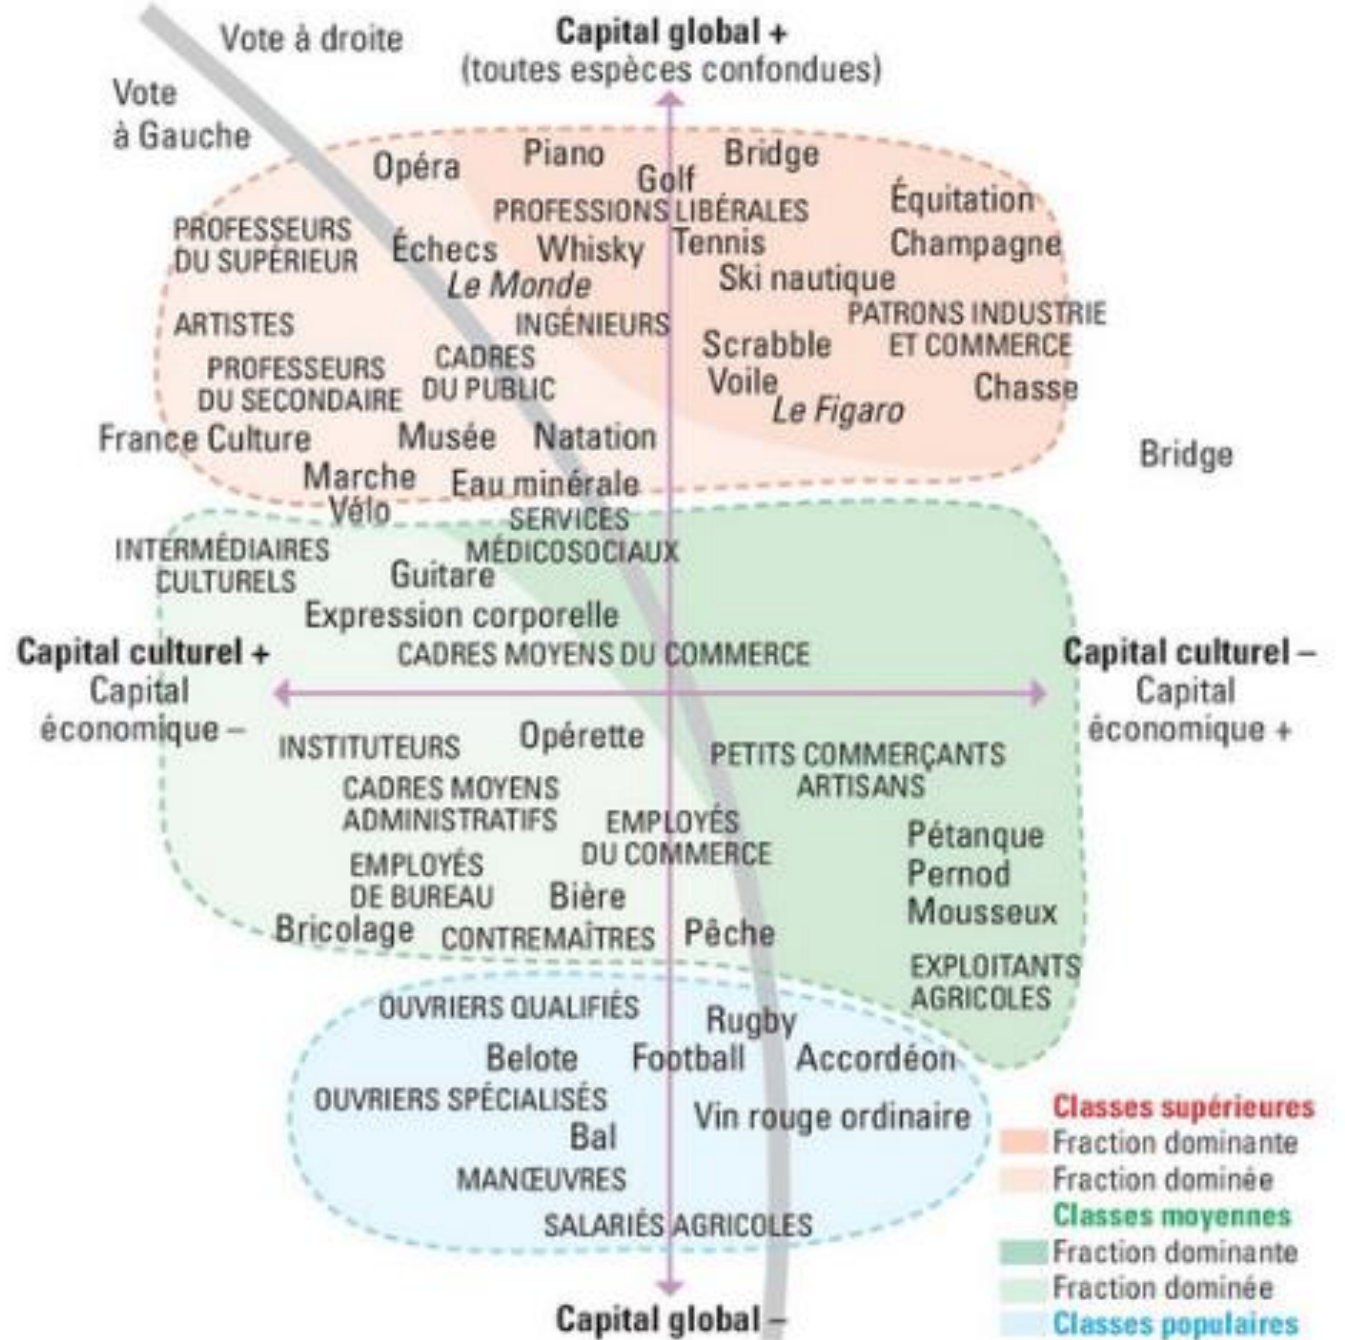 Vote à droite
Capital global +
(toutes espèces confondues)
Vote
à Gauche
Opéra
Piano
Bridge
Golf
Équitation
PROFESSIONS LIBÉRALES
PROFESSEURS
DU SUPÉRIEUR
Échecs
Whisky
Tennis
Champagne
Le Monde
Ski nautique
ARTISTES
INGÉNIEURS
PATRONS INDUSTRIE
ET COMMERCE
Scrabble
PROFESSEURS
DU SECONDAIRE
CADRES
DU PUBLIC
Voile
Chasse
Le Figaro
France Culture
Musée
Natation
Bridge
Marche
Eau minérale
Vélo
SERVICES
MÉDICOSOCIAUX
INTERMÉDIAIRES
CULTURELS
Guitare
Expression corporelle
CADRES MOYENS DU COMMERCE
Capital culturel +
Capital
économique –
Capital culturel –
Capital
économique +
INSTITUTEURS
Opérette
PETITS COMMERÇANTS
ARTISANS
CADRES MOYENS
ADMINISTRATIFS
EMPLOYÉS
DU COMMERCE
Pétanque
Pernod
Mousseux
EMPLOYÉS
DE BUREAU
Bière
Bricolage
CONTREMAÎTRES
Pêche
EXPLOITANTS
AGRICOLES
OUVRIERS QUALIFIÉS
Rugby
Belote
Football
Accordéon
OUVRIERS SPÉCIALISÉS
Vin rouge ordinaire
Bal
MANŒUVRES
SALARIÉS AGRICOLES
Capital global –
Classes supérieures
Fraction dominante
Fraction dominée
Classes moyennes
Fraction dominante
Fraction dominée
Classes populaires